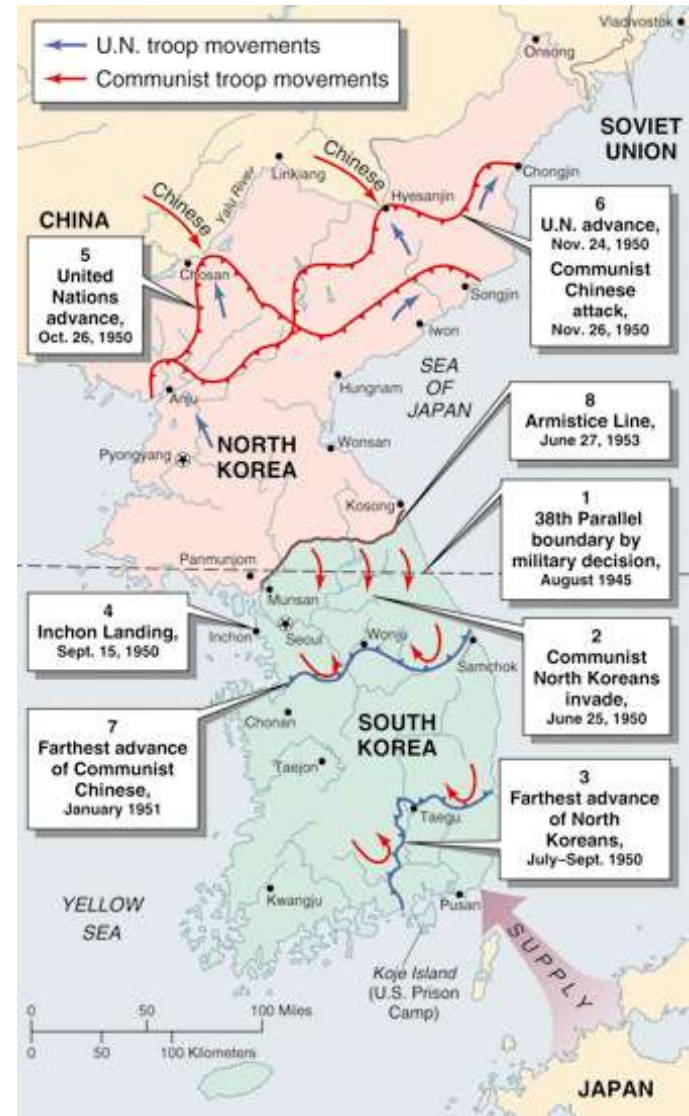 U.N. troop movements
Communist troop movements
Vladivostok
Onsong
SOVIET
UNION
Chongjin
Linkiang
Chinese
Chinese
Yalu River
Hyesanjin
CHINA
Chosan
5
United
Nations
advance,
Oct. 26, 1950
6
U.N. advance,
Nov. 24, 1950
Communist
Chinese
attack,
Nov. 26, 1950
Songjin
Iwon
SEA
OF
JAPAN
Hungnam
Anju
NORTH
KOREA
Pyongyang
Wonsan
8
Armistice Line,
June 27, 1953
Kosong
1
38th Parallel
boundary by
military decision,
August 1945
Panmunjom
Munsan
4
Inchon Landing,
Sept. 15, 1950
Inchon
Seoul
Wonju
Samchok
2
Communist
North Koreans
invade,
June 25, 1950
7
Farthest advance
of Communist
Chinese,
January 1951
Chonan
SOUTH
KOREA
Taejon
3
Farthest advance
of North
Koreans,
July–Sept. 1950
Taegu
Kwangju
Pusan
YELLOW
SEA
Koje Island
(U.S. Prison
Camp)
SUPPLY
0 50 100 Miles
0 50 100 Kilometers
JAPAN